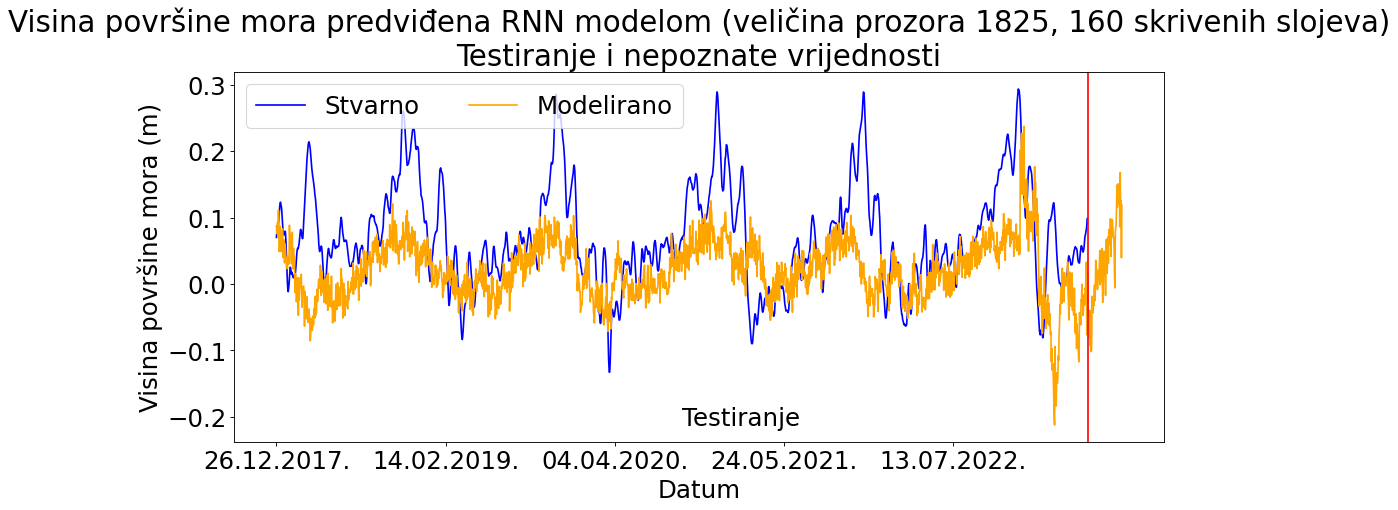 Visina površine mora predviđena RNN modelom (veličina prozora 1825, 160 skrivenih slojeva)
Testiranje i nepoznate vrijednosti
Stvarno Modelirano
Visina površine mora (m)
0.3
0.2
0.1
0.0
−0.1
−0.2
Testiranje
26.12.2017. 14.02.2019. 04.04.2020. 24.05.2021. 13.07.2022.
Datum